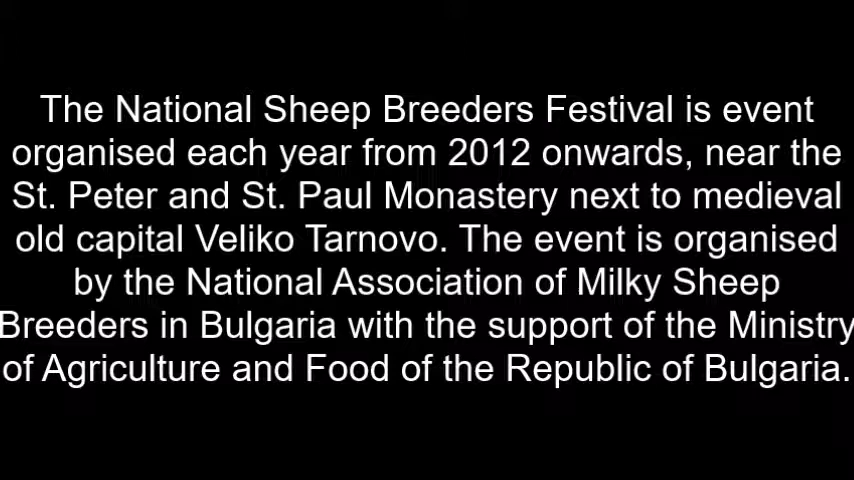 The National Sheep Breeders Festival is event
organised each year from 2012 onwards, near the
St. Peter and St. Paul Monastery next to medieval
old capital Veliko Tarnovo. The event is organised
by the National Association of Milky Sheep
Breeders in Bulgaria with the support of the Ministry
of Agriculture and Food of the Republic of Bulgaria.